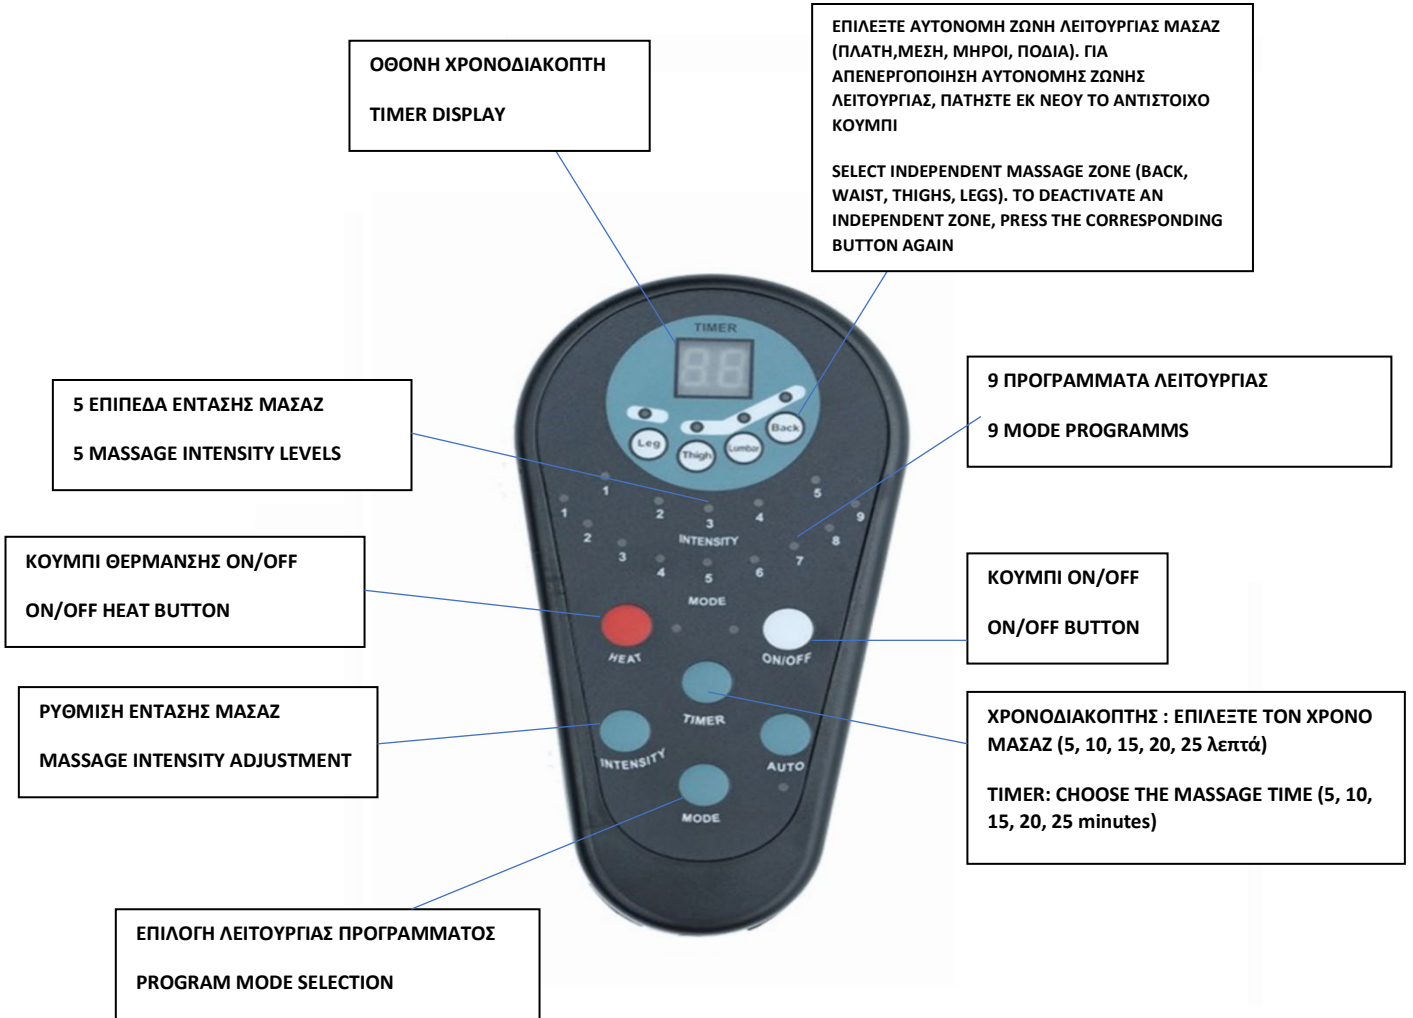 ΟΘΟΝΗ ΧΡΟΝΟΔΙΑΚΟΠΤΗ
TIMER DISPLAY
ΕΠΙΛΕΞΤΕ ΑΥΤΟΝΟΜΗ ΖΩΝΗ ΛΕΙΤΟΥΡΓΙΑΣ ΜΑΣΑΖ
(ΠΛΑΤΗ,ΜΕΣΗ, ΜΗΡΟΙ, ΠΟΔΙΑ). ΓΙΑ
ΑΠΕΝΕΡΓΟΠΟΙΗΣΗ ΑΥΤΟΝΟΜΗΣ ΖΩΝΗΣ
ΛΕΙΤΟΥΡΓΙΑΣ, ΠΑΤΗΣΤΕ ΕΚ ΝΕΟΥ ΤΟ ΑΝΤΙΣΤΟΙΧΟ
ΚΟΥΜΠΙ
SELECT INDEPENDENT MASSAGE ZONE (BACK,
WAIST, THIGHS, LEGS). TO DEACTIVATE AN
INDEPENDENT ZONE, PRESS THE CORRESPONDING
BUTTON AGAIN
5 ΕΠΙΠΕΔΑ ΕΝΤΑΣΗΣ ΜΑΣΑΖ
5 MASSAGE INTENSITY LEVELS
9 ΠΡΟΓΡΑΜΜΑΤΑ ΛΕΙΤΟΥΡΓΙΑΣ
9 MODE PROGRAMMS
ΚΟΥΜΠΙ ΘΕΡΜΑΝΣΗΣ ON/OFF
ON/OFF HEAT BUTTON
ΚΟΥΜΠΙ ON/OFF
ON/OFF BUTTON
ΡΥΘΜΙΣΗ ΕΝΤΑΣΗΣ ΜΑΣΑΖ
MASSAGE INTENSITY ADJUSTMENT
ΧΡΟΝΟΔΙΑΚΟΠΤΗΣ : ΕΠΙΛΕΞΤΕ ΤΟΝ ΧΡΟΝΟ
ΜΑΣΑΖ (5, 10, 15, 20, 25 λεπτά)
TIMER: CHOOSE THE MASSAGE TIME (5, 10,
15, 20, 25 minutes)
ΕΠΙΛΟΓΗ ΛΕΙΤΟΥΡΓΙΑΣ ΠΡΟΓΡΑΜΜΑΤΟΣ
PROGRAM MODE SELECTION
TIMER
88
Leg Thigh Lumbar Back
1 2 3 4 5
INTENSITY
1 2 3 4 5 6 7 8 9
MODE
HEAT ON/OFF
TIMER
INTENSITY AUTO
MODE